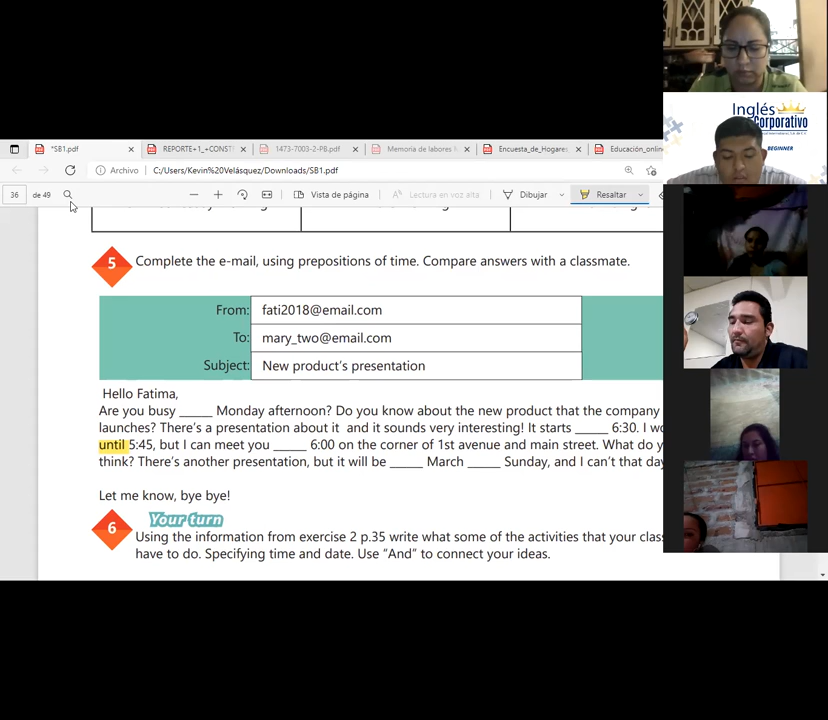 Inglés
Corporativo
BEGINNER
*SB1.pdf
REPORTE+1_+CONST
1473-7003-2-PB.pdf
Memoria de labores
Encuesta_de_Hogares
Educación_onlin
Archivo
C:/Users/Kevin%20Velásquez/Downloads/SB1.pdf
36 de 49
Vista de página
Lectura en voz alta
Dibujar
Resaltar
5 Complete the e-mail, using prepositions of time. Compare answers with a classmate.
From: fati2018@email.com
To: mary_two@email.com
Subject: New product's presentation
Hello Fatima,
Are you busy _____ Monday afternoon? Do you know about the new product that the company
launches? There's a presentation about it and it sounds very interesting! It starts _____ 6:30. I
until 5:45, but I can meet you _____ 6:00 on the corner of 1st avenue and main street. What do
think? There's another presentation, but it will be _____ March _____ Sunday, and I can't that
Let me know, bye bye!
6 Your turn
Using the information from exercise 2 p.35 write what some of the activities that your
have to do. Specifying time and date. Use “And” to connect your ideas.